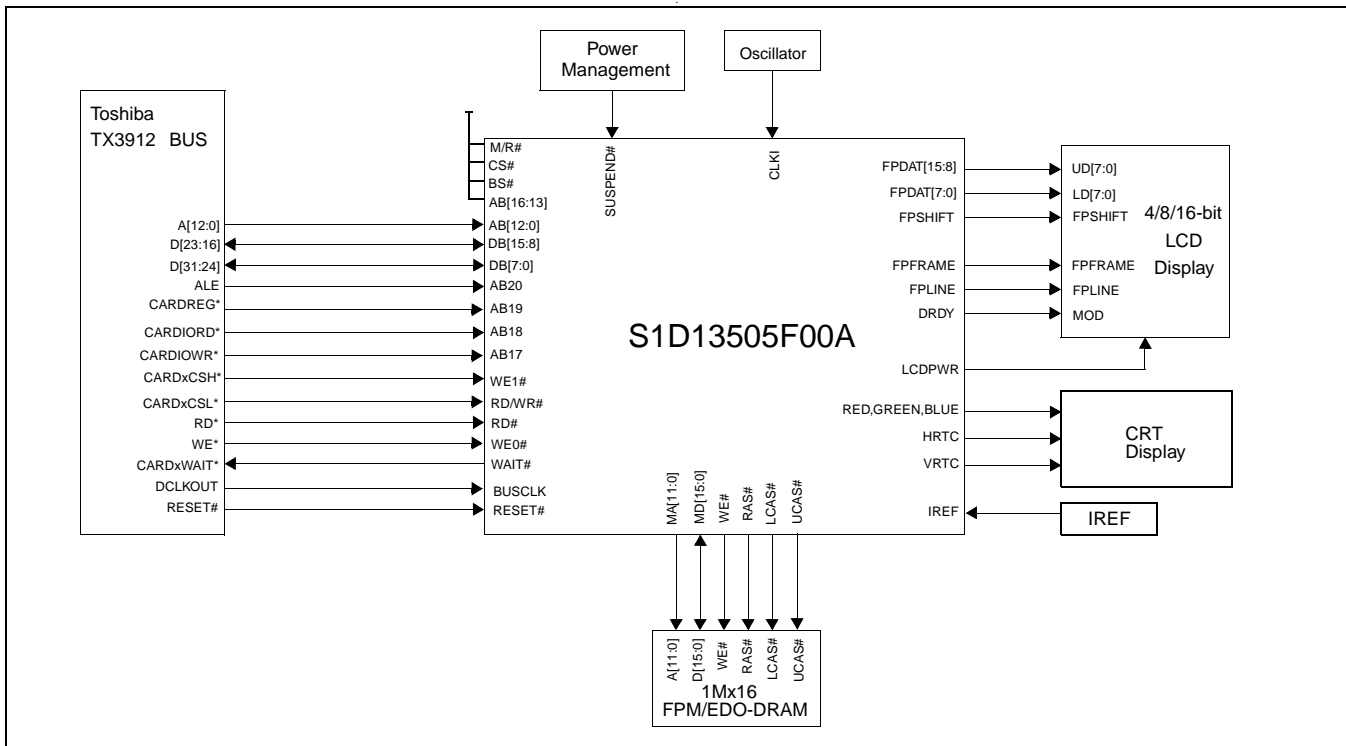 Power
Management
Oscillator
Toshiba
TX3912 BUS
A[12:0]
D[23:16]
D[31:24]
ALE
CARDREG*
CARDIORD*
CARDIOWR*
CARDxCSH*
CARDxCSL*
RD*
WE*
CARDxWAIT*
DCLKOUT
RESET#
M/R#
CS#
BS#
AB[16:13]
AB[12:0]
DB[15:8]
DB[7:0]
AB20
AB19
AB18
AB17
WE1#
RD/WR#
RD#
WE0#
WAIT#
BUSCLK
RESET#
SUSPEND#
CLKI
S1D13505F00A
FPDAT[15:8]
FPDAT[7:0]
FPSHIFT
FPFRAME
FPLINE
DRDY
LCDPWR
RED,GREEN,BLUE
HRTC
VRTC
IREF
UD[7:0]
LD[7:0]
FPSHIFT
FPFRAME
FPLINE
MOD
4/8/16-bit
LCD
Display
CRT
Display
IREF
MA[11:0]
MD[15:0]
WE#
RAS#
LCAS#
UCAS#
A[11:0]
D[15:0]
WE#
RAS#
LCAS#
UCAS#
1Mx16
FPM/EDO-DRAM